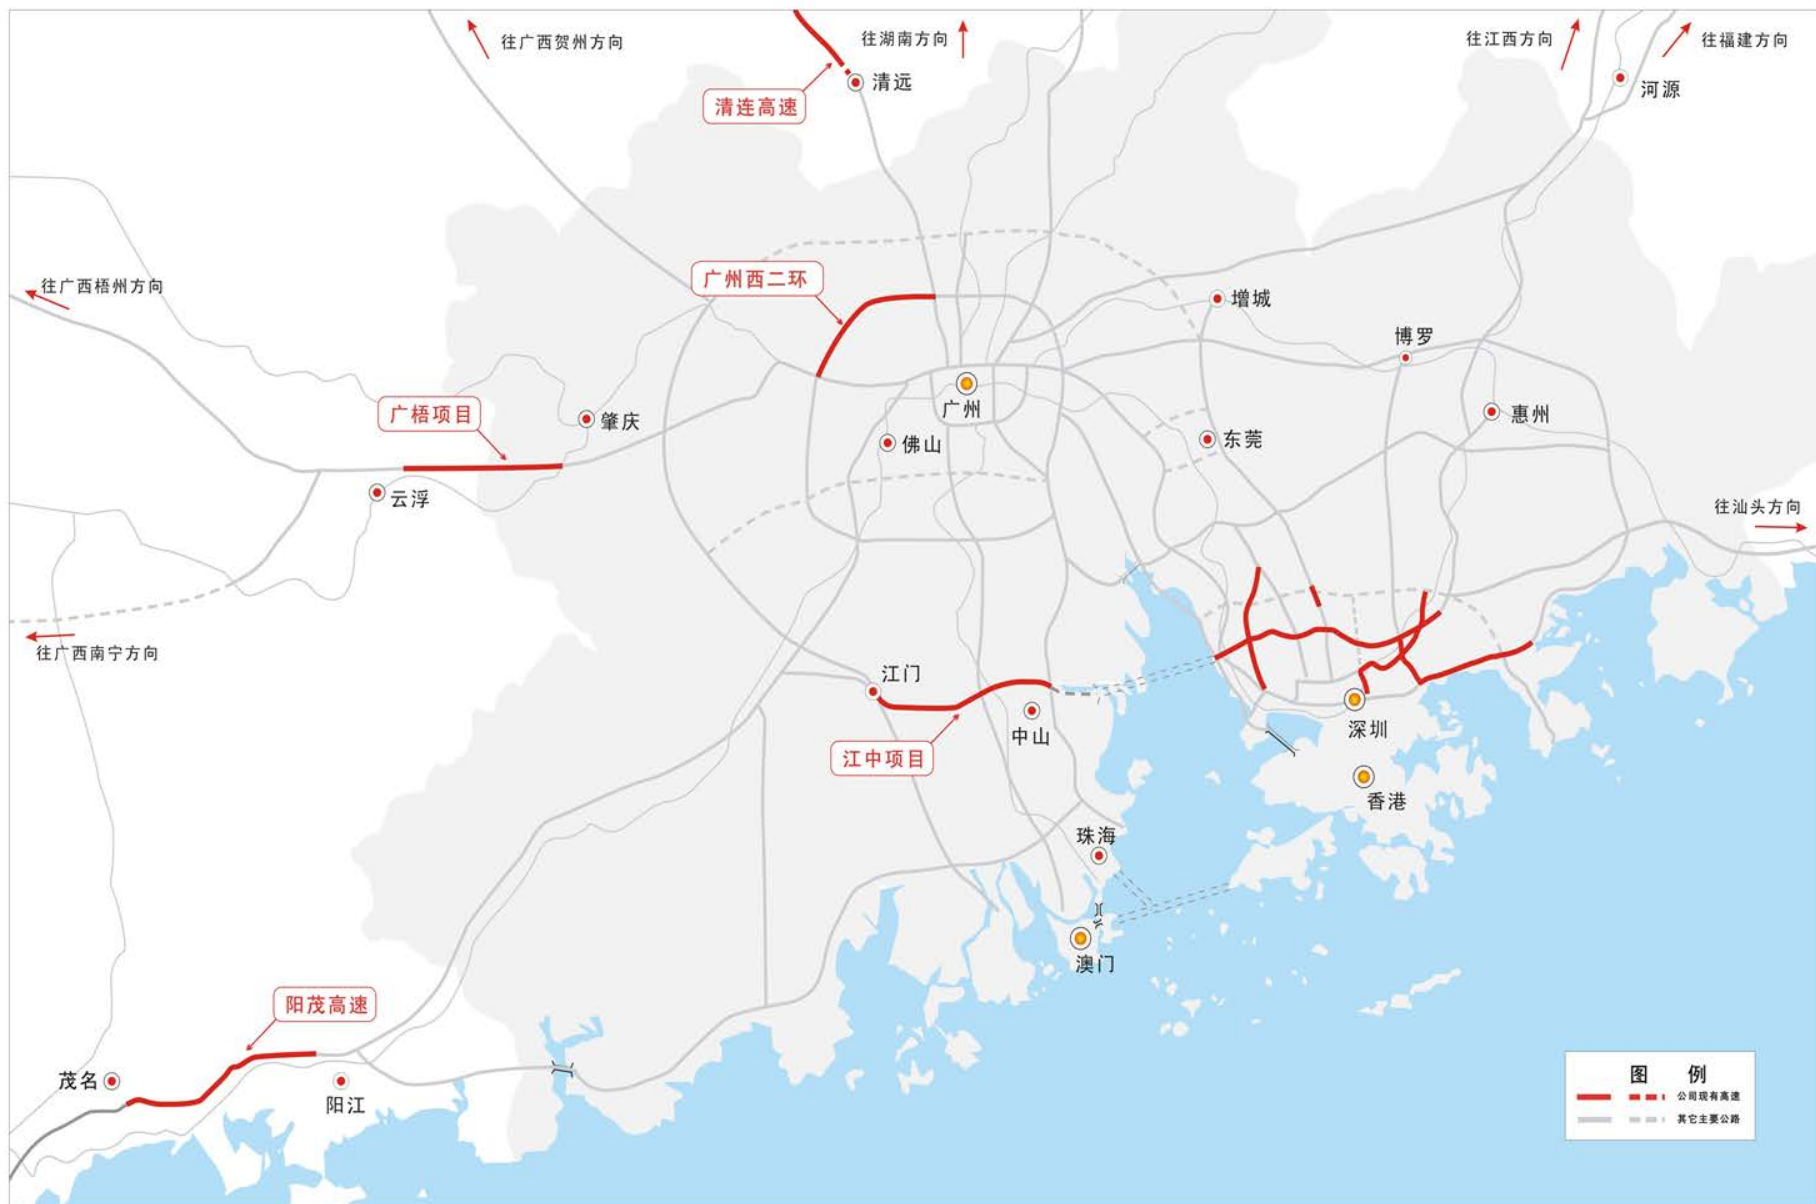 往广西贺州方向
往湖南方向
往江西方向
往福建方向
清远
河源
清连高速
广州西二环
往广西梧州方向
增城
博罗
广梧项目
肇庆
广州
佛山
东莞
惠州
云浮
往汕头方向
往广西南宁方向
江门
中山
深圳
江中项目
香港
珠海
澳门
阳茂高速
茂名
阳江
图 例
公司现有高速
其它主要公路